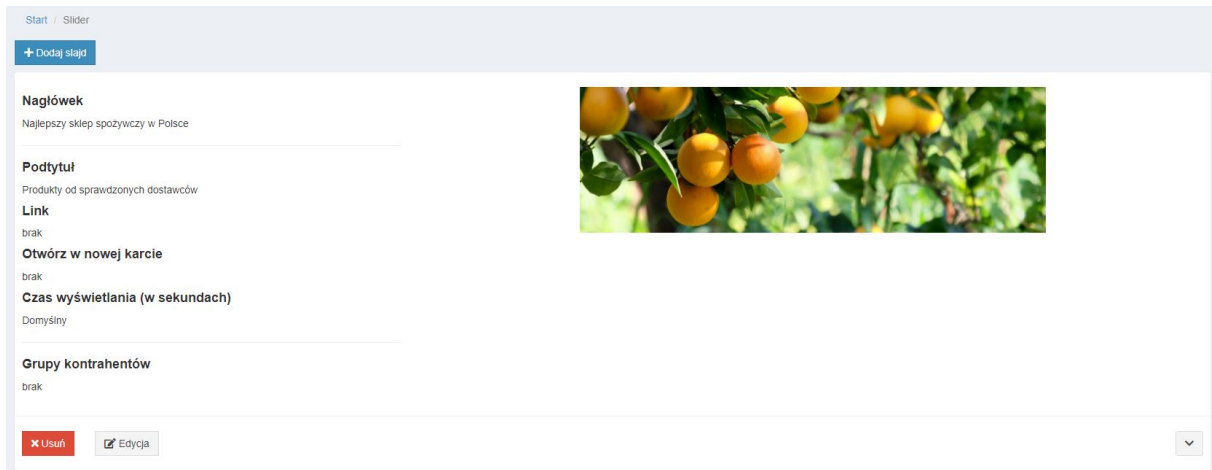 Start / Slider
Dodaj slajd
Nagłówek
Najlepszy sklep spożywczy w Polsce
Podtytuł
Produkty od sprawdzonych dostawców
Link
brak
Otwórz w nowej karcie
brak
Czas wyświetlania (w sekundach)
Domyślny
Grupy kontrahentów
brak
Usuń
Edycja